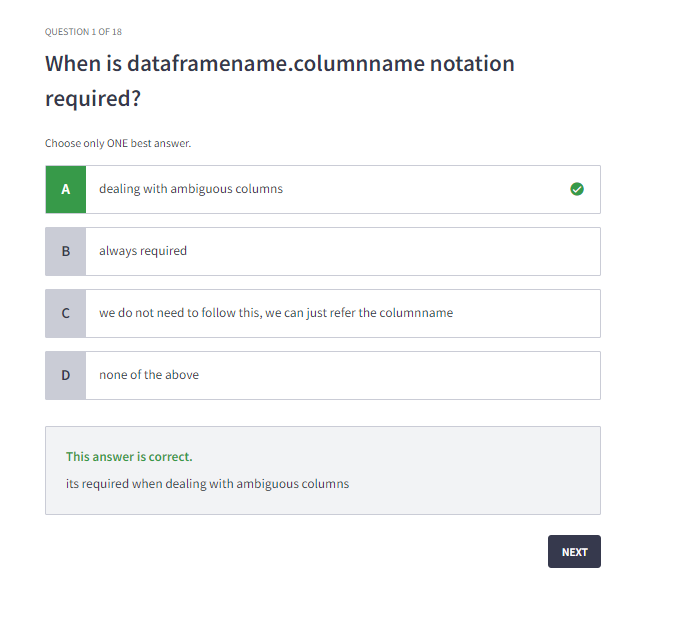 QUESTION 1 OF 18
When is dataframename.columnname notation
required?
Choose only ONE best answer.
A dealing with ambiguous columns
B always required
C we do not need to follow this, we can just refer the columnname
D none of the above
This answer is correct.
its required when dealing with ambiguous columns
NEXT